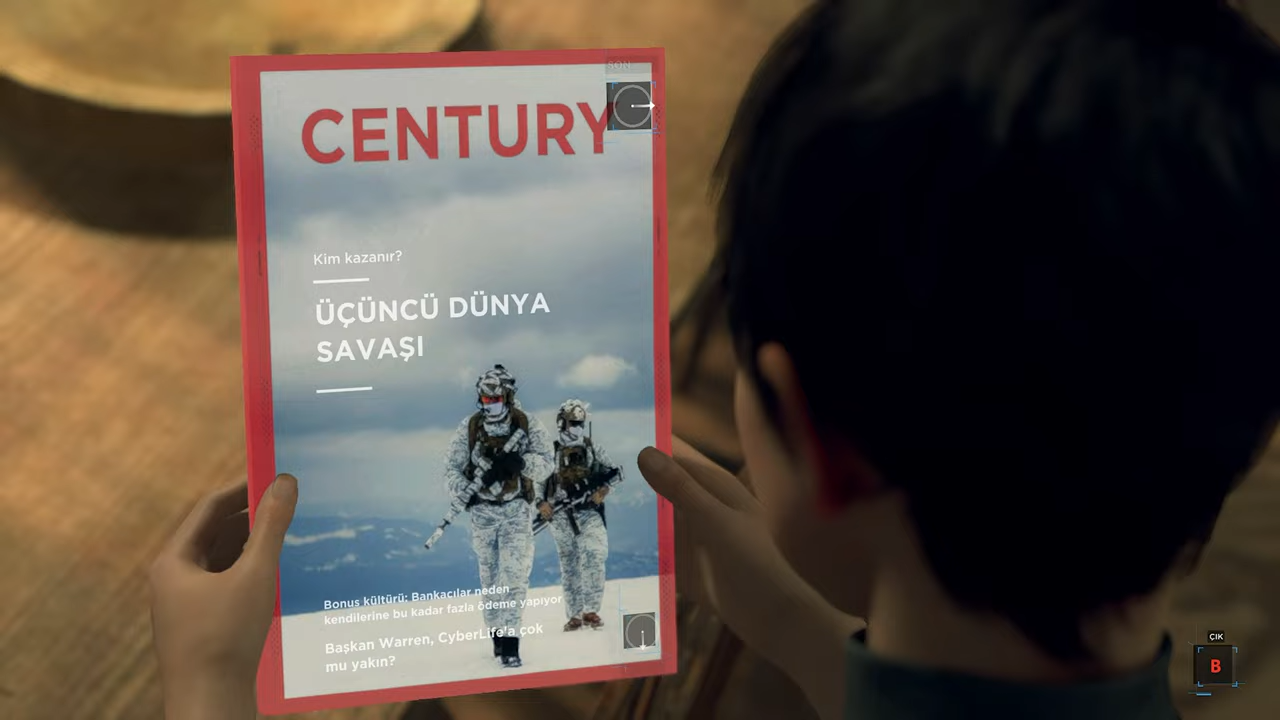 SON
CENTURY
Kim kazanır?
ÜÇÜNCÜ DÜNYA
SAVAŞI
Bonus kültürü: Bankacılar neden
kendilerine bu kadar fazla ödeme yapıyor
Başkan Warren, CyberLife'a çok
mu yakın?
ÇIK
B